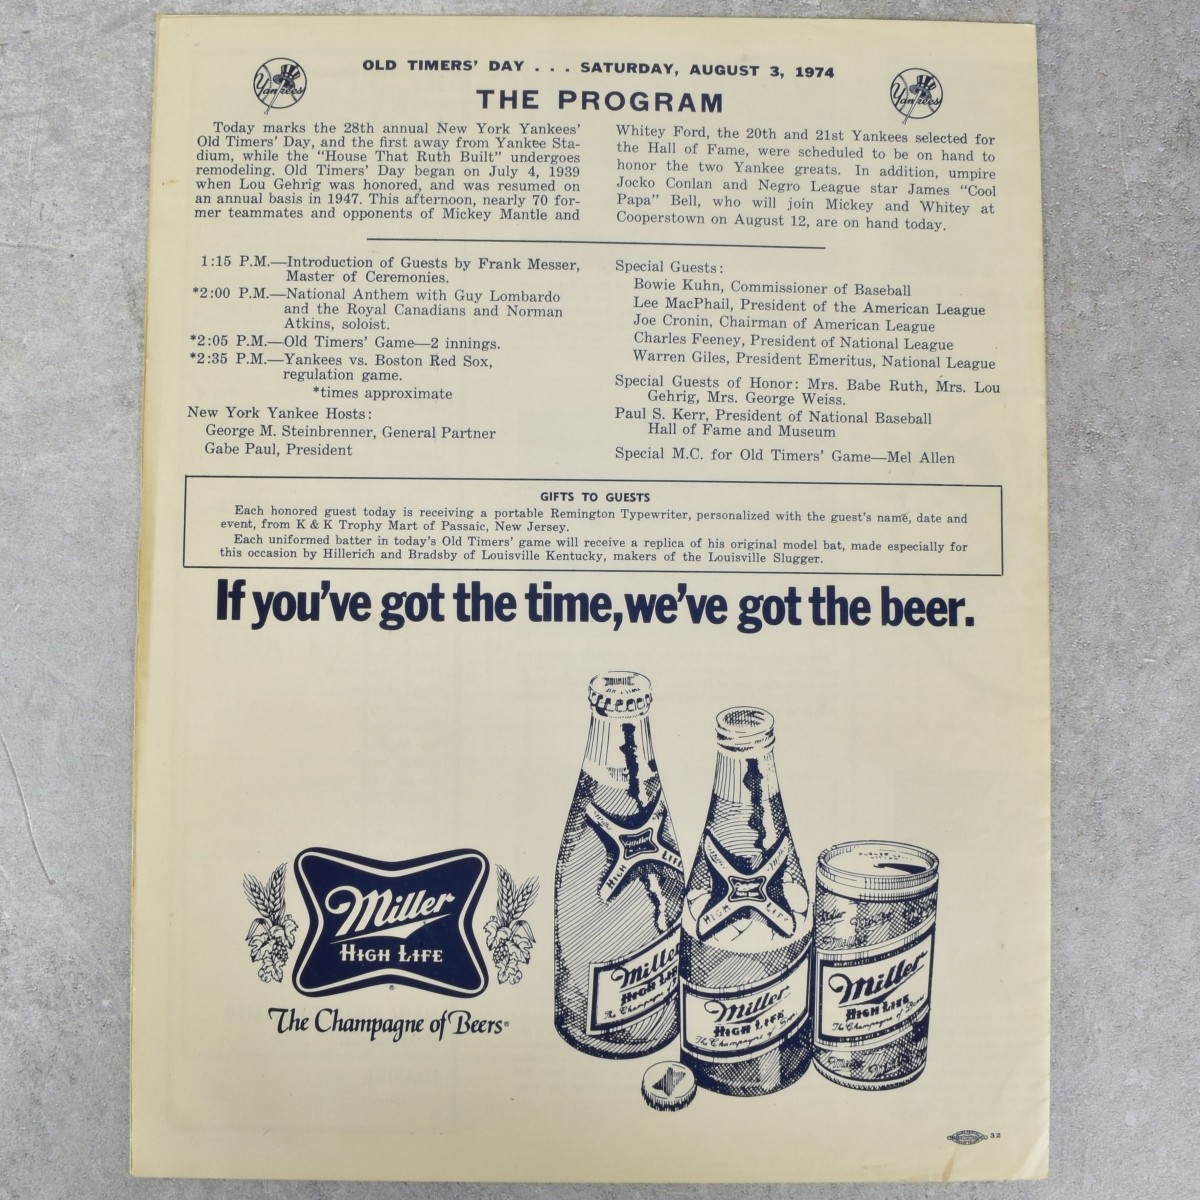 Yankees
OLD TIMERS' DAY . . . SATURDAY, AUGUST 3, 1974
Yankees
THE PROGRAM
Today marks the 28th annual New York Yankees'
Old Timers' Day, and the first away from Yankee Sta-
dium, while the "House That Ruth Built" undergoes
remodeling. Old Timers' Day began on July 4, 1939
when Lou Gehrig was honored, and was resumed on
an annual basis in 1947. This afternoon, nearly 70 for-
mer teammates and opponents of Mickey Mantle and
Whitey Ford, the 20th and 21st Yankees selected for
the Hall of Fame, were scheduled to be on hand to
honor the two Yankee greats. In addition, umpire
Jocko Conlan and Negro League star James "Cool
Papa" Bell, who will join Mickey and Whitey at
Cooperstown on August 12, are on hand today.
1:15 P.M.—Introduction of Guests by Frank Messer,
Master of Ceremonies.
*2:00 P.M.—National Anthem with Guy Lombardo
and the Royal Canadians and Norman
Atkins, soloist.
*2:05 P.M.—Old Timers' Game—2 innings.
*2:35 P.M.—Yankees vs. Boston Red Sox,
regulation game.
*times approximate
New York Yankee Hosts:
George M. Steinbrenner, General Partner
Gabe Paul, President
Special Guests:
Bowie Kuhn, Commissioner of Baseball
Lee MacPhail, President of the American League
Joe Cronin, Chairman of American League
Charles Feeney, President of National League
Warren Giles, President Emeritus, National League
Special Guests of Honor: Mrs. Babe Ruth, Mrs. Lou
Gehrig, Mrs. George Weiss.
Paul S. Kerr, President of National Baseball
Hall of Fame and Museum
Special M.C. for Old Timers' Game—Mel Allen
GIFTS TO GUESTS
Each honored guest today is receiving a portable Remington Typewriter, personalized with the guest's name, date and
event, from K & K Trophy Mart of Passaic, New Jersey.
Each uniformed batter in today's Old Timers' game will receive a replica of his original model bat, made especially for
this occasion by Hillerich and Bradsby of Louisville Kentucky, makers of the Louisville Slugger.
If you've got the time, we've got the beer.
Miller
HIGH LIFE
®
The Champagne of Beers®
Miller
HIGH LIFE
Miller
HIGH LIFE
The Champagne
HIGH LIFE
Miller
HIGH LIFE
The Champagne of Beers
Miller
HIGH LIFE
The Champagne of Beers
32